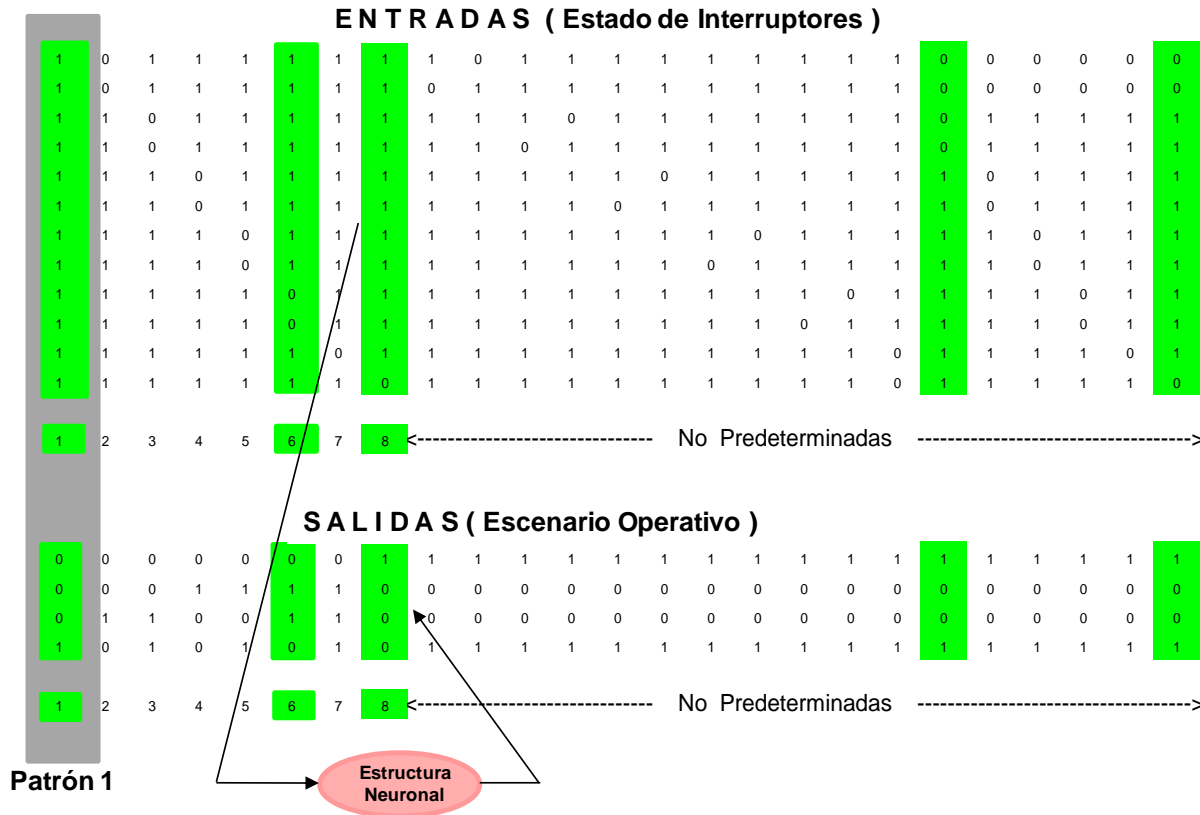 E N T R A D A S ( Estado de Interruptores )
1 0 1 1 1 1 1 1 1 0 1 1 1 1 1 1 1 1 1 0 0 0 0 0 0
1 0 1 1 1 1 1 1 0 1 1 1 1 1 1 1 1 1 1 0 0 0 0 0 0
1 1 0 1 1 1 1 1 1 1 1 0 1 1 1 1 1 1 1 0 1 1 1 1 1
1 1 0 1 1 1 1 1 1 1 0 1 1 1 1 1 1 1 1 0 1 1 1 1 1
1 1 1 0 1 1 1 1 1 1 1 1 1 0 1 1 1 1 1 1 0 1 1 1 1
1 1 1 0 1 1 1 1 1 1 1 1 0 1 1 1 1 1 1 1 0 1 1 1 1
1 1 1 1 0 1 1 1 1 1 1 1 1 1 1 0 1 1 1 1 1 0 1 1 1
1 1 1 1 0 1 1 1 1 1 1 1 1 1 0 1 1 1 1 1 1 0 1 1 1
1 1 1 1 1 0 1 1 1 1 1 1 1 1 1 1 1 0 1 1 1 1 0 1 1
1 1 1 1 1 0 1 1 1 1 1 1 1 1 1 1 0 1 1 1 1 1 0 1 1
1 1 1 1 1 1 0 1 1 1 1 1 1 1 1 1 1 1 0 1 1 1 1 0 1
1 1 1 1 1 1 1 0 1 1 1 1 1 1 1 1 1 1 0 1 1 1 1 1 0
1 2 3 4 5 6 7 8 <--------------------------- No Predeterminadas --------------------------------->
S A L I D A S ( Escenario Operativo )
0 0 0 0 0 0 0 1 1 1 1 1 1 1 1 1 1 1 1 1 1 1 1 1 1
0 0 0 1 1 1 1 0 0 0 0 0 0 0 0 0 0 0 0 0 0 0 0 0 0
0 1 1 0 0 1 1 0 0 0 0 0 0 0 0 0 0 0 0 0 0 0 0 0 0
1 0 1 0 1 0 1 0 1 1 1 1 1 1 1 1 1 1 1 1 1 1 1 1 1
1 2 3 4 5 6 7 8 <--------------------------- No Predeterminadas --------------------------------->
Estructura
Neuronal
Patrón 1